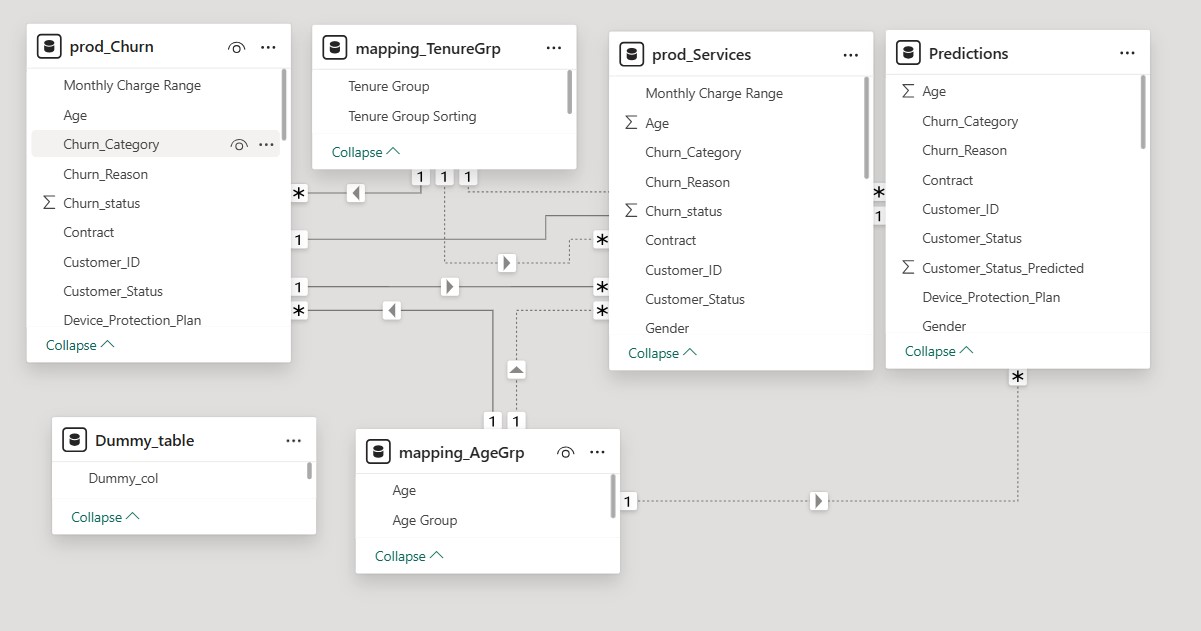 prod_Churn
Monthly Charge Range
Age
Churn_Category
Churn_Reason
Churn_status
Contract
Customer_ID
Customer_Status
Device_Protection_Plan
Collapse
mapping_TenureGrp
Tenure Group
Tenure Group Sorting
Collapse
1 1 1
*
1
1
*
*
*
*
prod_Services
Monthly Charge Range
Age
Churn_Category
Churn_Reason
Churn_status
Contract
Customer_ID
Customer_Status
Gender
Collapse
*
1
Predictions
Age
Churn_Category
Churn_Reason
Contract
Customer_ID
Customer_Status
Customer_Status_Predicted
Device_Protection_Plan
Gender
Collapse
*
Dummy_table
Dummy_col
Collapse
1 1
mapping_AgeGrp
Age
Age Group
Collapse
1